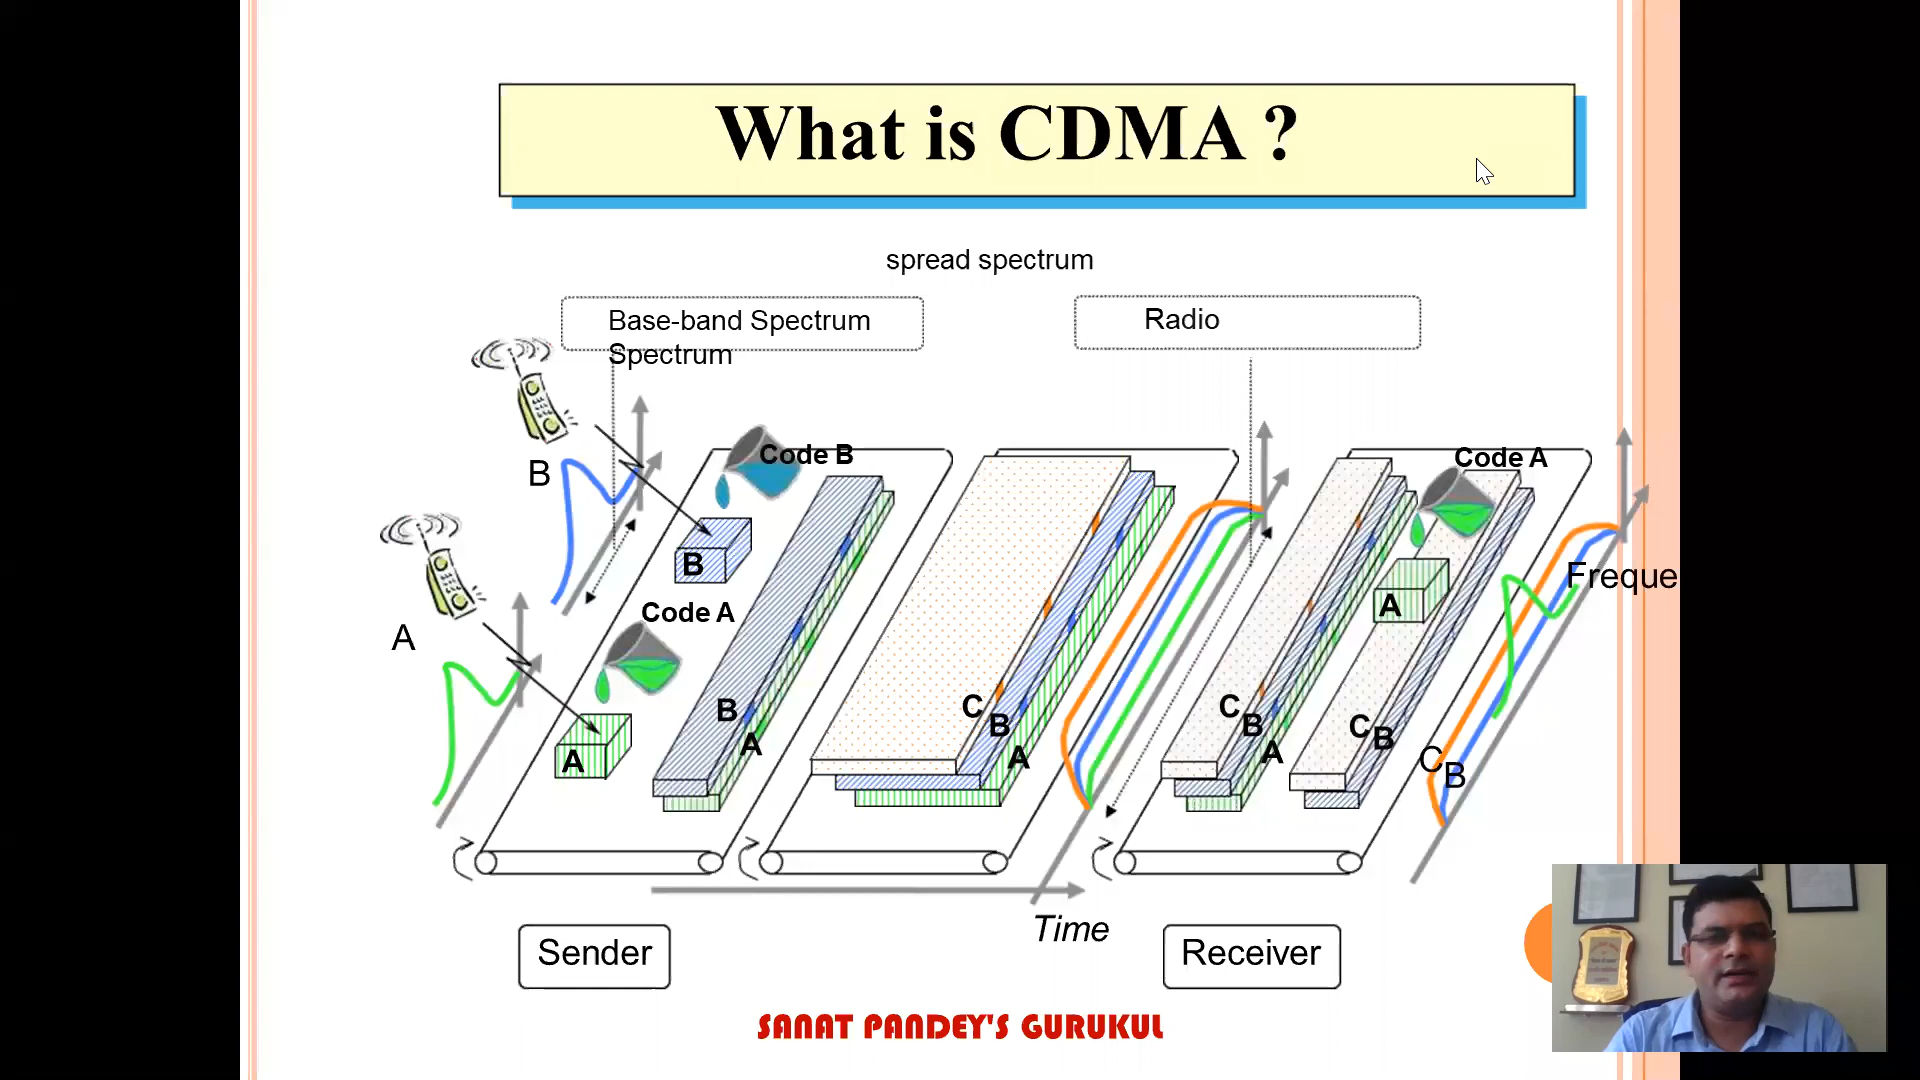 What is CDMA ?
spread spectrum
Base-band Spectrum
Spectrum
Radio
B
Code B
Code A
B
Code A
A
Freque
A
B
A
C
B
A
C
B
A
C
B
C
B
A
Time
Sender
Receiver
SANAT PANDEY'S GURUKUL